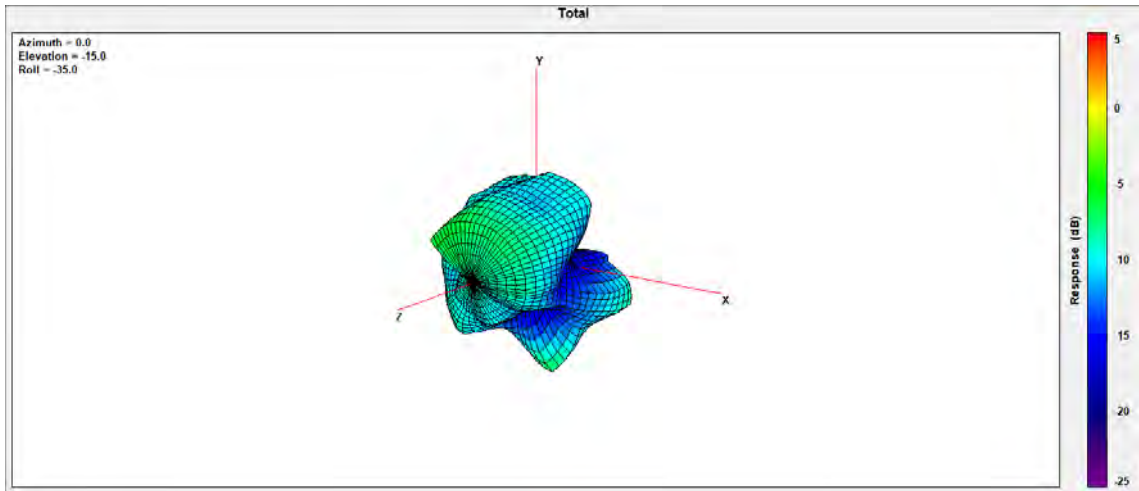 Total
Azimuth = 0.0
Elevation = -15.0
Roll = -35.0
Y
X
Z
5
0
5
10
15
-20
-25
Response (dB)